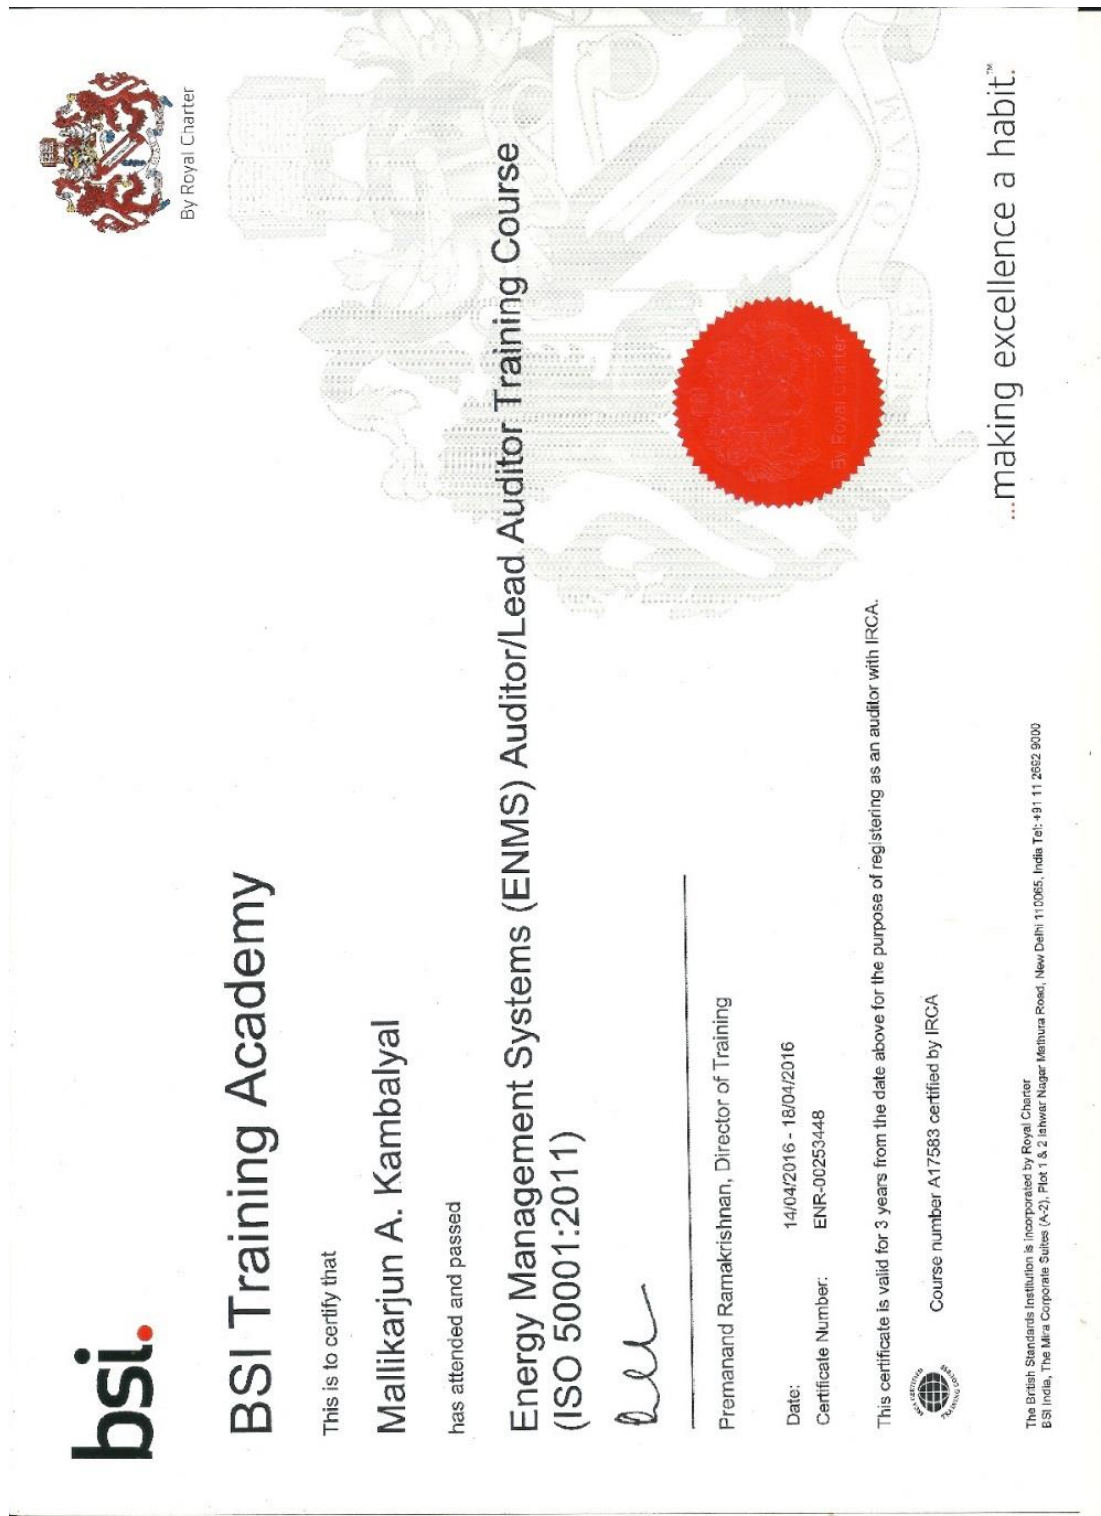 bsi.
By Royal Charter
BSI Training Academy
This is to certify that
Mallikarjun A. Kambalyal
has attended and passed
Energy Management Systems (ENMS) Auditor/Lead Auditor Training Course
(ISO 50001:2011)
Premanand Ramakrishnan, Director of Training
Date: 14/04/2016 - 18/04/2016
Certificate Number: ENR-00253448
By Royal Charter
This certificate is valid for 3 years from the date above for the purpose of registering as an auditor with IRCA.
Course number A17583 certified by IRCA
...making excellence a habit.™
The British Standards Institution is incorporated by Royal Charter
BSI India, The Mira Corporate Suites (A-2), Plot 1 & 2 Ishwar Nagar Mathura Road, New Delhi 110065, India Tel: +91 11 2692 9000